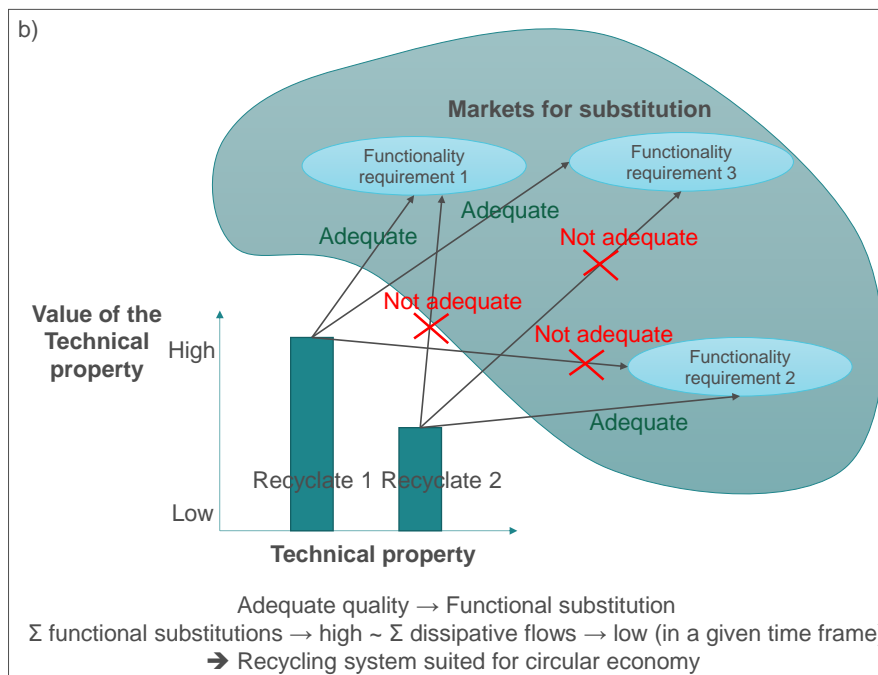 b)
Markets for substitution
Functionality
requirement 1
Functionality
requirement 3
Adequate
Adequate
Not adequate
Not adequate
Not adequate
Value of the
Technical
property
High
Functionality
requirement 2
Adequate
Recyclate 1
Recyclate 2
Low
Technical property
Adequate quality → Functional substitution
Σ functional substitutions → high ~ Σ dissipative flows → low (in a given time frame
➔ Recycling system suited for circular economy